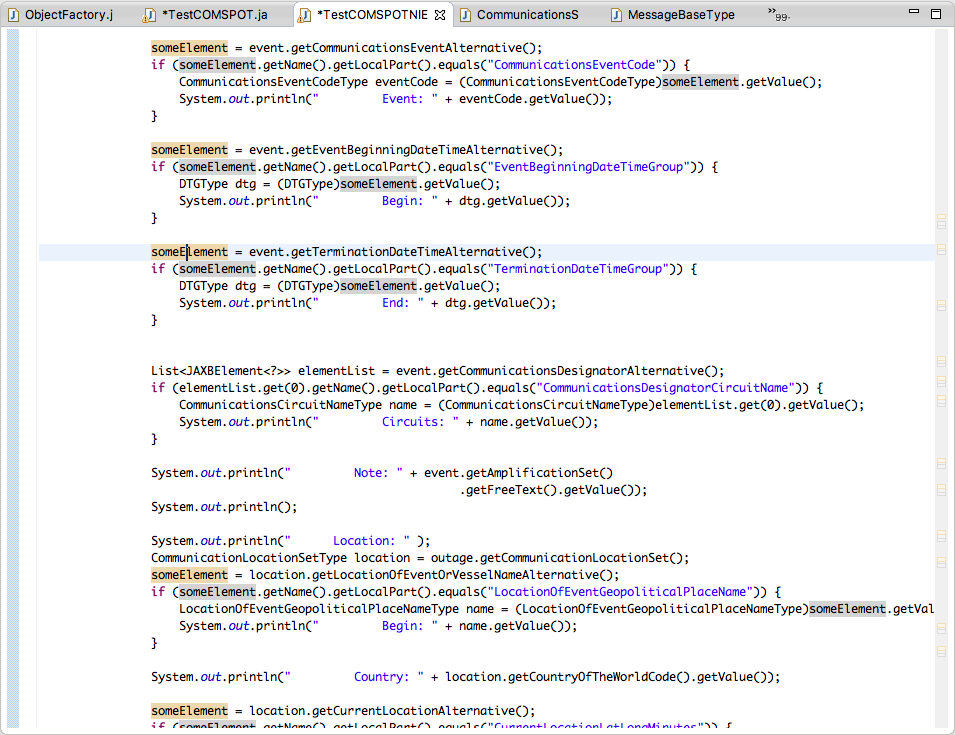 ObjectFactory.j *TestCOMSPOT.ja *TestCOMSPOTNIE CommunicationsS MessageBaseType »99-
someElement = event.getCommunicationsEventAlternative();
if (someElement.getName().getLocalPart().equals("CommunicationsEventCode")) {
CommunicationsEventCodeType eventCode = (CommunicationsEventCodeType)someElement.getValue();
System.out.println("         Event: " + eventCode.getValue());
}
someElement = event.getEventBeginningDateTimeAlternative();
if (someElement.getName().getLocalPart().equals("EventBeginningDateTimeGroup")) {
DTGType dtg = (DTGType)someElement.getValue();
System.out.println("         Begin: " + dtg.getValue());
}
someElement = event.getTerminationDateTimeAlternative();
if (someElement.getName().getLocalPart().equals("TerminationDateTimeGroup")) {
DTGType dtg = (DTGType)someElement.getValue();
System.out.println("         End: " + dtg.getValue());
}
List<JAXBElement<?>> elementList = event.getCommunicationsDesignatorAlternative();
if (elementList.get(0).getName().getLocalPart().equals("CommunicationsDesignatorCircuitName")) {
CommunicationsCircuitNameType name = (CommunicationsCircuitNameType)elementList.get(0).getValue();
System.out.println("         Circuits: " + name.getValue());
}
System.out.println("         Note: " + event.getAmplificationSet()
.getFreeText().getValue());
System.out.println();
System.out.println("      Location: " );
CommunicationLocationSetType location = outage.getCommunicationLocationSet();
someElement = location.getLocationOfEventOrVesselNameAlternative();
if (someElement.getName().getLocalPart().equals("LocationOfEventGeopoliticalPlaceName")) {
LocationOfEventGeopoliticalPlaceNameType name = (LocationOfEventGeopoliticalPlaceNameType)someElement.getVal
System.out.println("         Begin: " + name.getValue());
}
System.out.println("         Country: " + location.getCountryOfTheWorldCode().getValue());
someElement = location.getCurrentLocationAlternative();
if (someElement.getName().getLocalPart().equals("CurrentLocationLatLongMinutes")) {